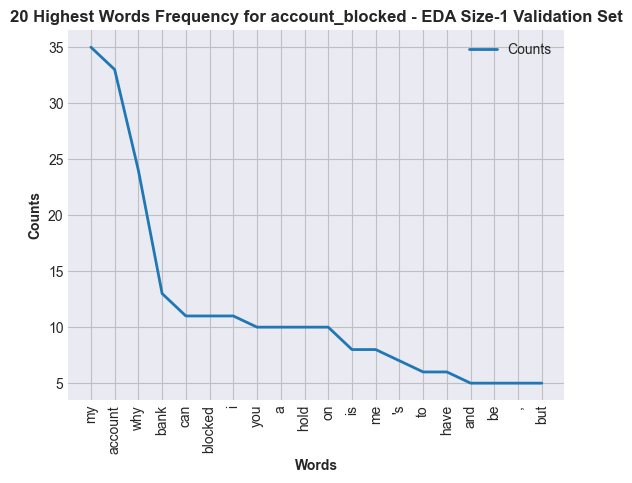 20 Highest Words Frequency for account_blocked - EDA Size-1 Validation Set
Counts
35
30
25
20
15
10
5
Counts
my
account
why
bank
can
blocked
i
you
a
hold
on
is
me
's
to
have
and
be
,
but
Words